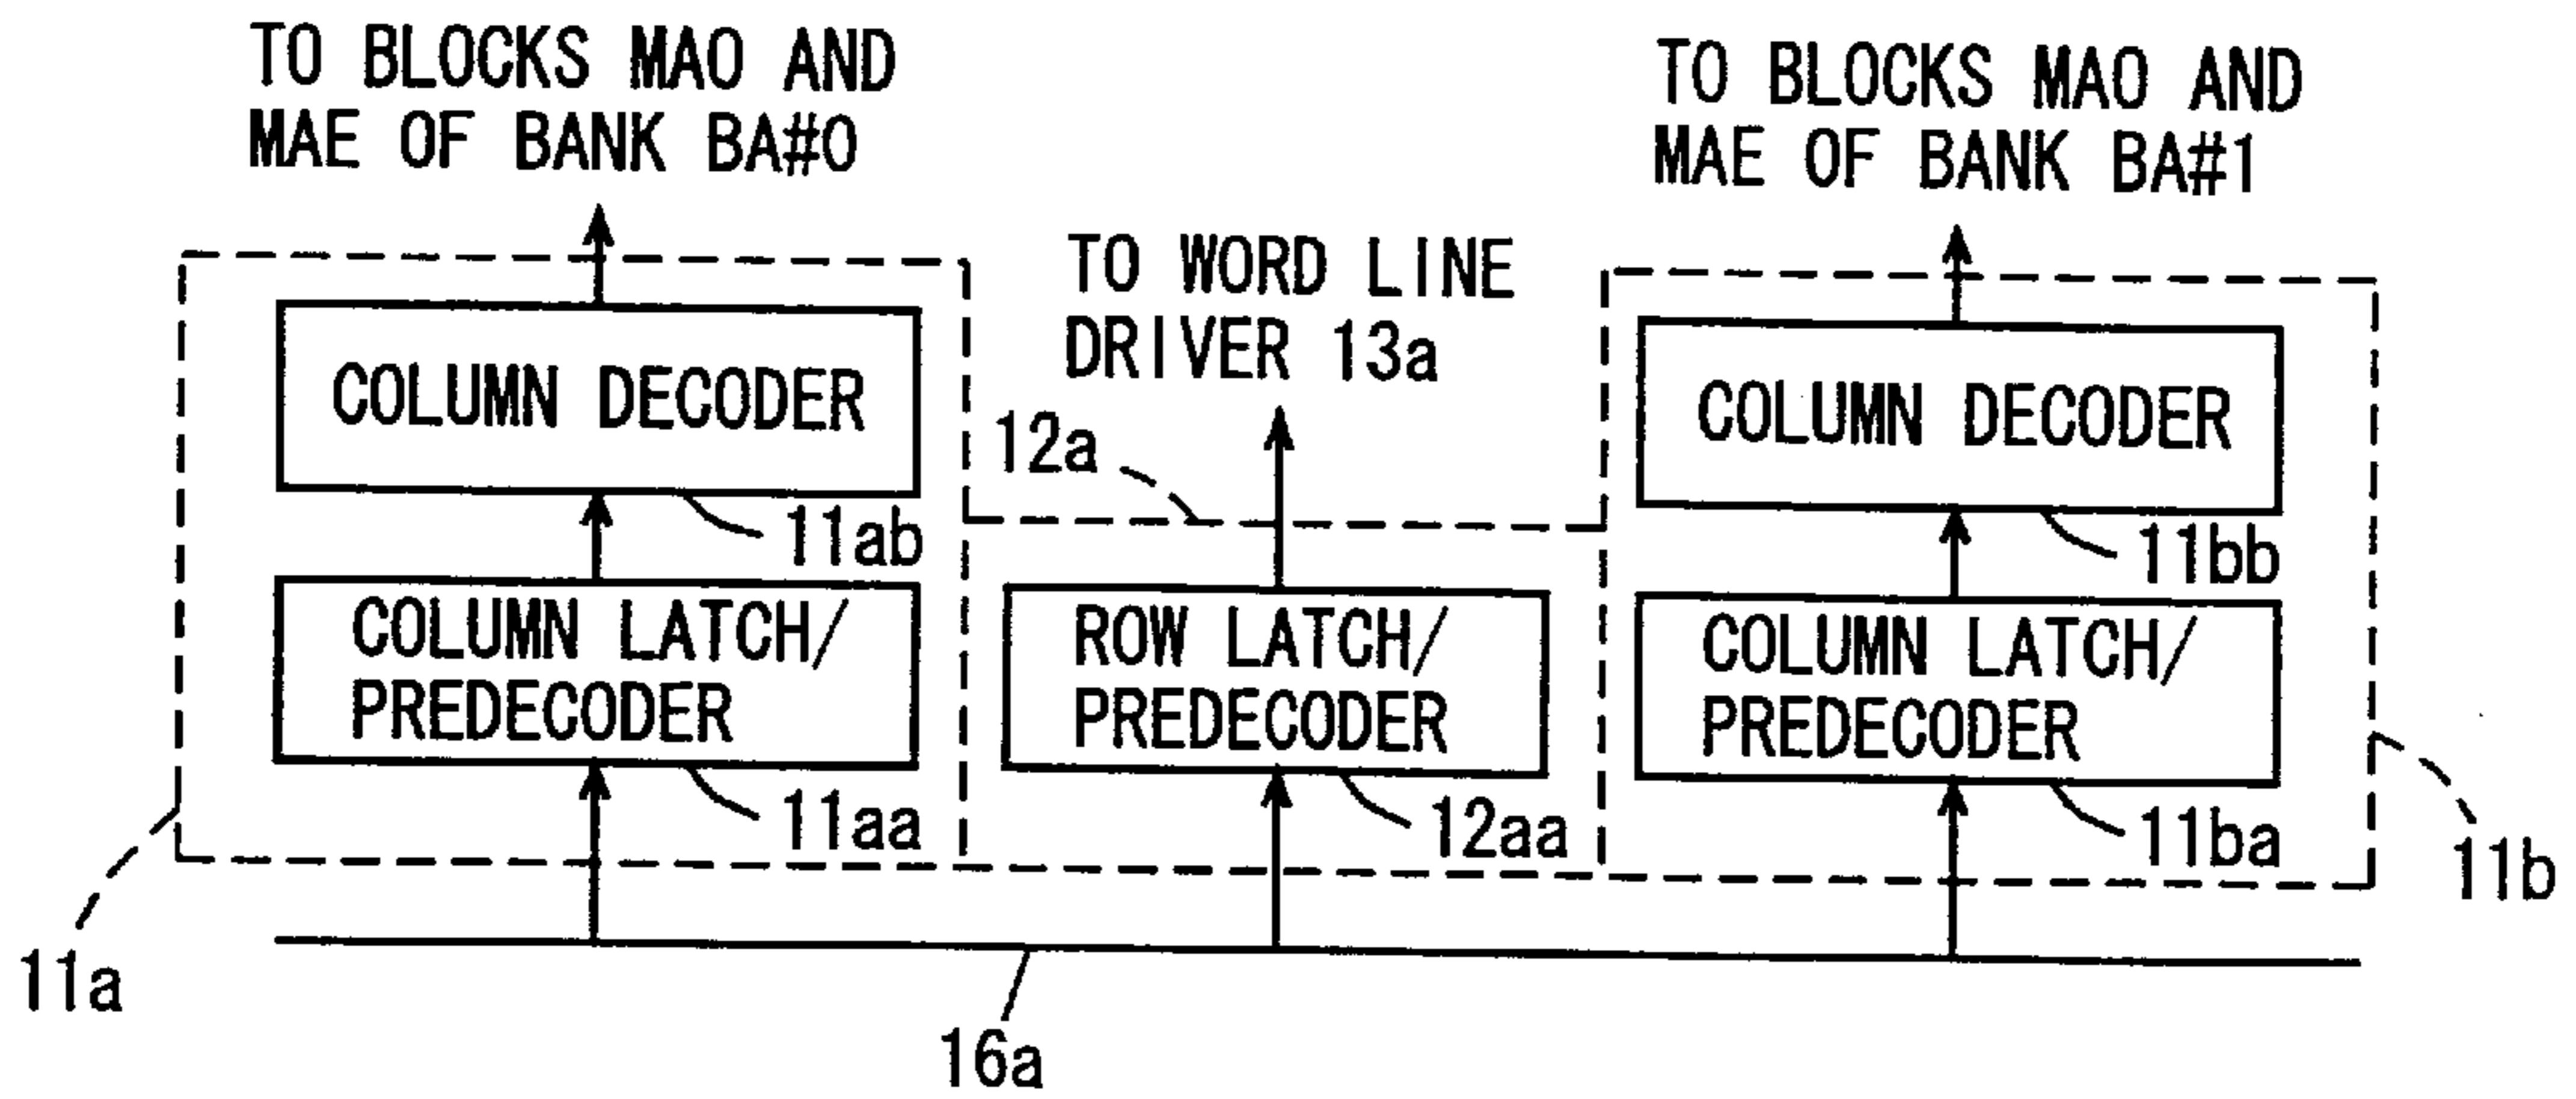 TO BLOCKS MAO AND
MAE OF BANK BA#0
TO BLOCKS MAO AND
MAE OF BANK BA#1
TO WORD LINE
DRIVER 13a
COLUMN DECODER
12a
COLUMN DECODER
11ab
11bb
COLUMN LATCH/
PREDECODER
ROW LATCH/
PREDECODER
COLUMN LATCH/
PREDECODER
11aa
12aa
11ba
11b
11a
16a